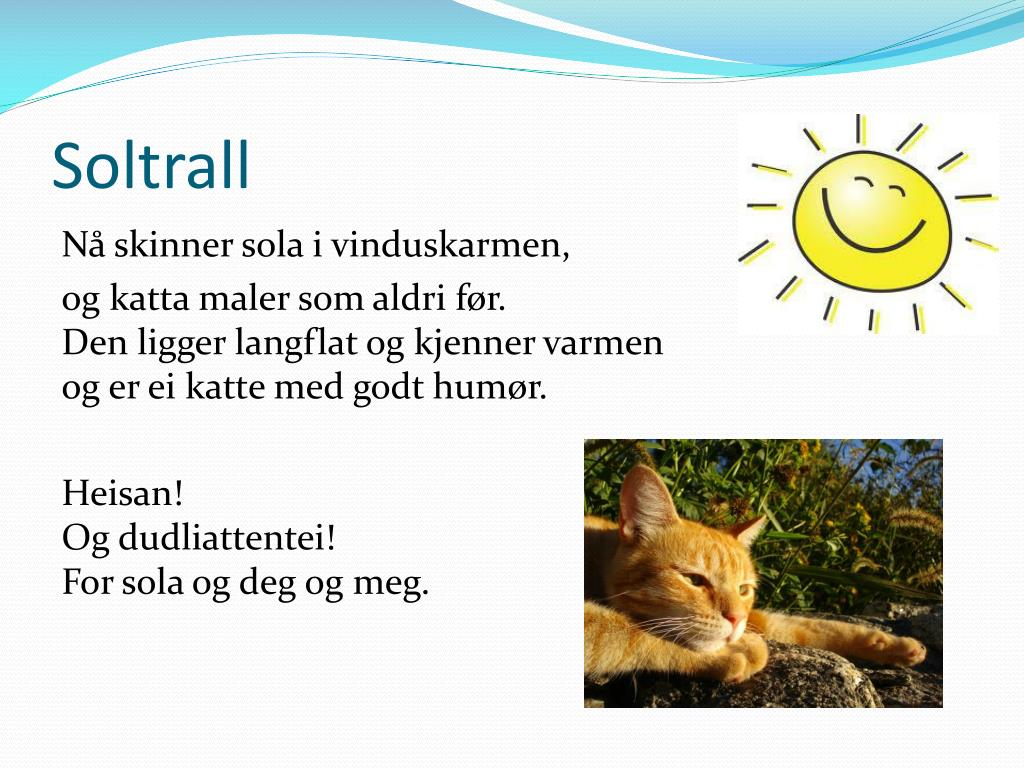 Soltrall
Nå skinner sola i vinduskarmen,
og katta maler som aldri før.
Den ligger langflat og kjenner varmen
og er ei katte med godt humør.
Heisan!
Og dudliattentei!
For sola og deg og meg.